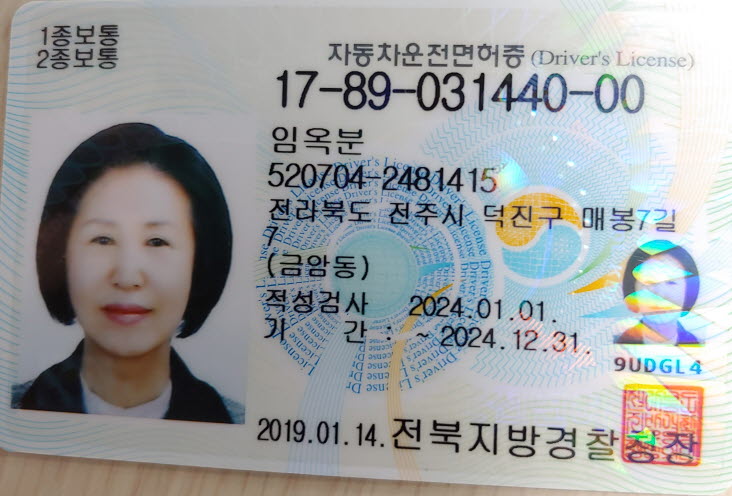 1종보통
2종보통
자동차운전면허증 (Driver's License)
17-89-031440-00
임옥분
520704-2481415
전라북도 전주시 덕진구 매봉7길
7
(금암동)
적성검사 2024.01.01.
기 간 : ~ 2024.12.31.
9UDGL4
2019.01.14. 전북지방경찰청장